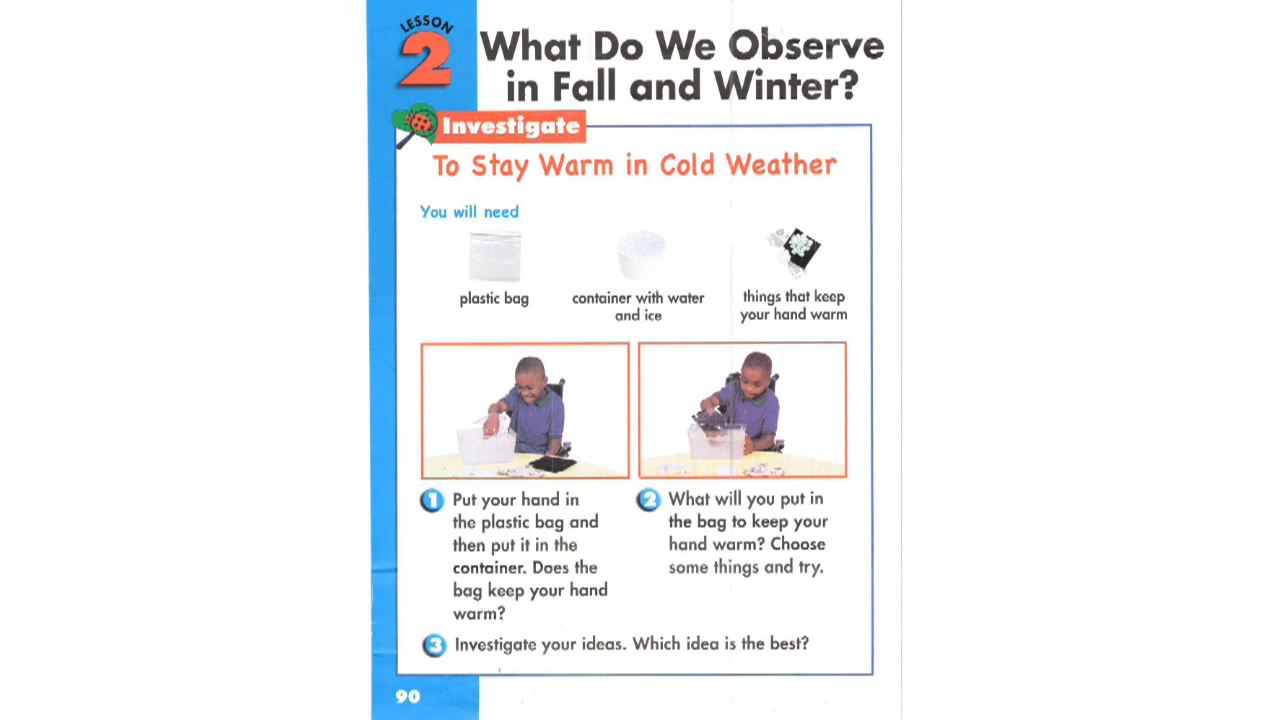 LESSON
2
What Do We Observe
in Fall and Winter?
Investigate
To Stay Warm in Cold Weather
You will need
plastic bag
container with water
and ice
things that keep
your hand warm
1 Put your hand in
the plastic bag and
then put it in the
container. Does the
bag keep your hand
warm?
2 What will you put in
the bag to keep your
hand warm? Choose
some things and try.
3 Investigate your ideas. Which idea is the best?
90